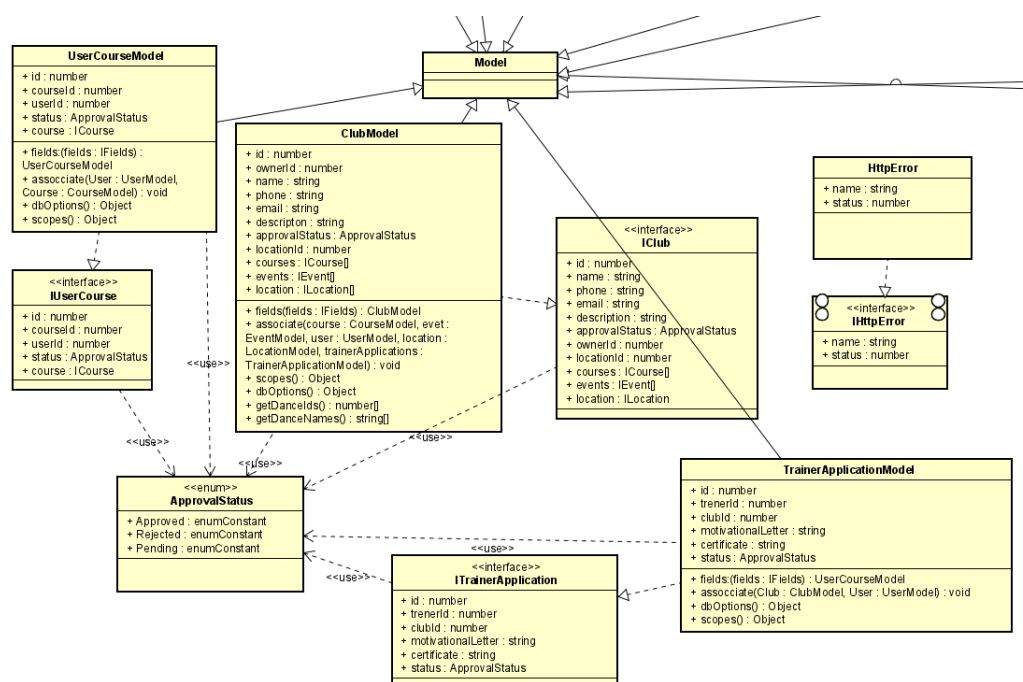 UserCourseModel
+ id : number
+ courseId : number
+ userId : number
+ status : ApprovalStatus
+ course : ICourse
+ fields:(fields : IFields) :
UserCourseModel
+ assocciate(User : UserModel,
Course : CourseModel) : void
+ dbOptions() : Object
+ scopes() : Object
Model
ClubModel
+ id : number
+ ownerId : number
+ name : string
+ phone : string
+ email : string
+ descripton : string
+ approvalStatus : ApprovalStatus
+ locationId : number
+ courses : ICourse[]
+ events : IEvent[]
+ location : ILocation[]
+ fields(fields : IFields) : ClubModel
+ associate(course : CourseModel, evet :
EventModel, user : UserModel, location :
LocationModel, trainerApplications :
TrainerApplicationModel) : void
+ scopes() : Object
+ dbOptions() : Object
+ getDanceIds() : number[]
+ getDanceNames() : string[]
HttpError
+ name : string
+ status : number
<<interface>>
IClub
+ id : number
+ name : string
+ phone : string
+ email : string
+ description : string
+ approvalStatus : ApprovalStatus
+ ownerId : number
+ locationId : number
+ courses : ICourse[]
+ events : IEvent[]
+ location : ILocation
<<interface>>
IUserCourse
+ id : number
+ courseId : number
+ userId : number
+ status : ApprovalStatus
+ course : ICourse
<<interface>>
IHttpError
+ name : string
+ status : number
<<use>>
<<use>>
<<use>>
<<use>>
<<enum>>
ApprovalStatus
+ Approved : enumConstant
+ Rejected : enumConstant
+ Pending : enumConstant
TrainerApplicationModel
+ id : number
+ trenerId : number
+ clubId : number
+ motivationalLetter : string
+ certificate : string
+ status : ApprovalStatus
+ fields:(fields : IFields) : UserCourseModel
+ assocciate(Club : ClubModel, User : UserModel) : void
+ dbOptions() : Object
+ scopes() : Object
<<use>>
<<use>>
<<interface>>
ITrainerApplication
+ id : number
+ trenerId : number
+ clubId : number
+ motivationalLetter : string
+ certificate : string
+ status : ApprovalStatus